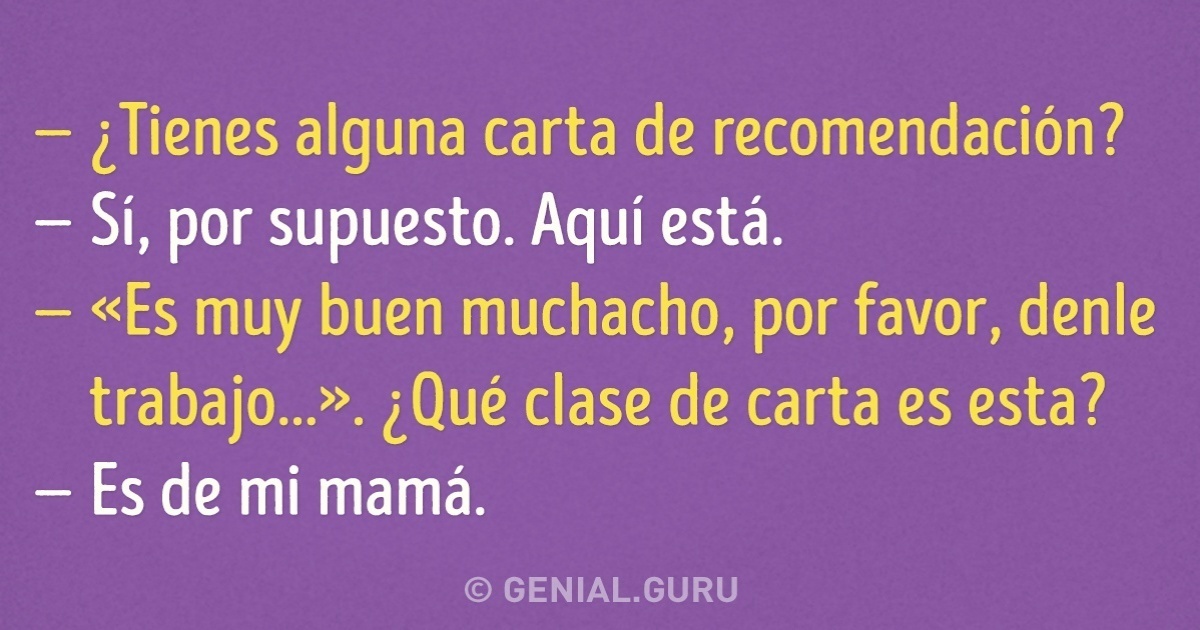 – ¿Tienes alguna carta de recomendación?
– Sí, por supuesto. Aquí está.
– «Es muy buen muchacho, por favor, denle
trabajo...». ¿Qué clase de carta es esta?
– Es de mi mamá.
© GENIAL.GURU